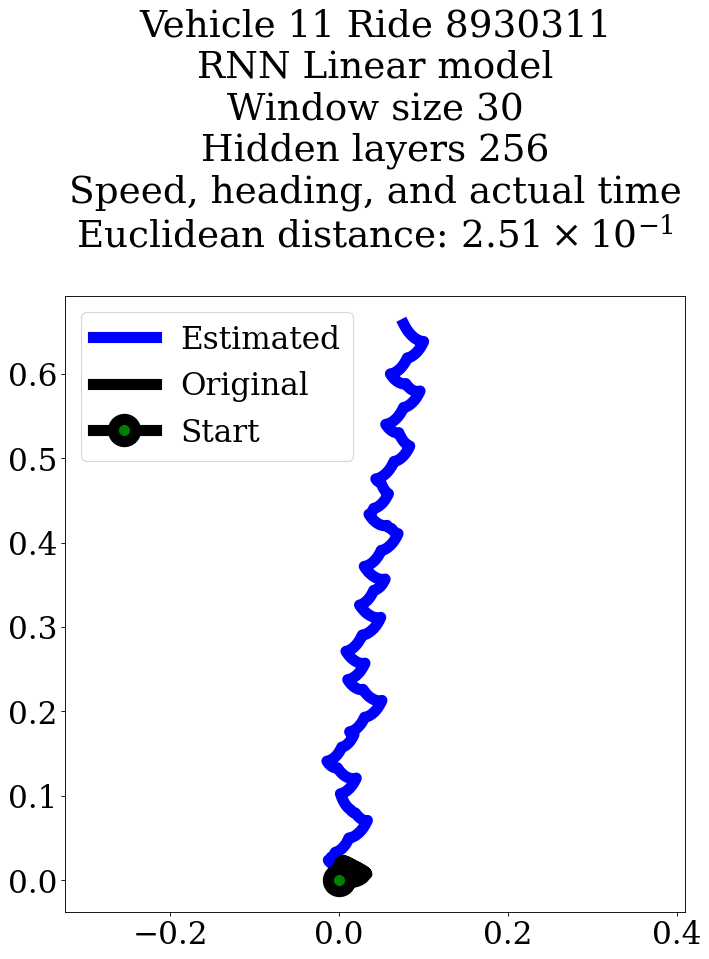 Vehicle 11 Ride 8930311
RNN Linear model
Window size 30
Hidden layers 256
Speed, heading, and actual time
Euclidean distance: 2.51 × 10⁻¹
Estimated
Original
Start
0.6
0.5
0.4
0.3
0.2
0.1
0.0
−0.2 0.0 0.2 0.4